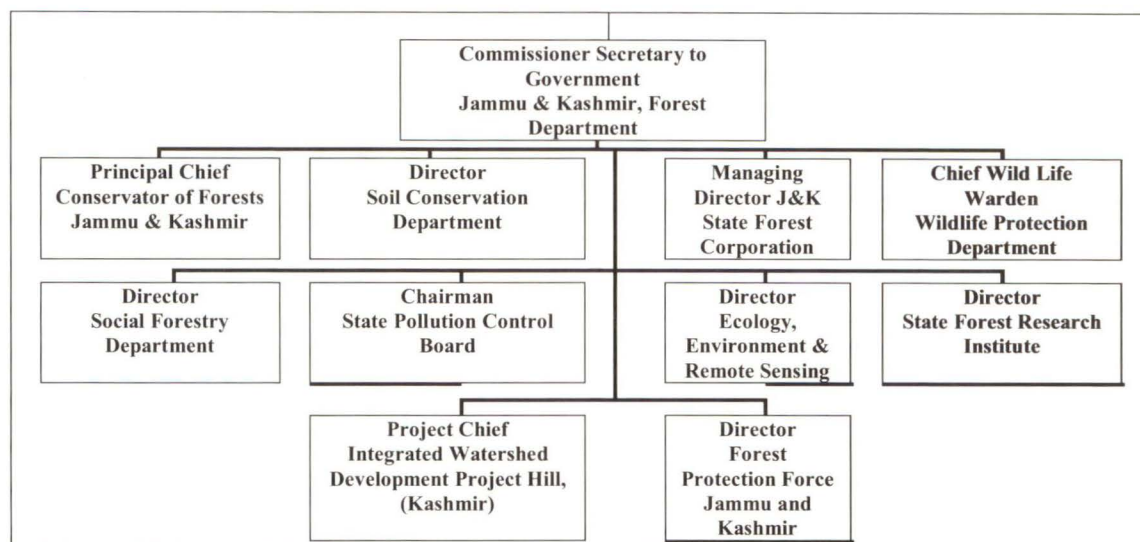 Commissioner Secretary to
Government
Jammu & Kashmir, Forest
Department
Principal Chief
Conservator of Forests
Jammu & Kashmir
Director
Soil Conservation
Department
Managing
Director J&K
State Forest
Corporation
Chief Wild Life
Warden
Wildlife Protection
Department
Director
Social Forestry
Department
Chairman
State Pollution Control
Board
Director
Ecology,
Environment &
Remote Sensing
Director
State Forest Research
Institute
Project Chief
Integrated Watershed
Development Project Hill,
(Kashmir)
Director
Forest
Protection Force
Jammu and
Kashmir